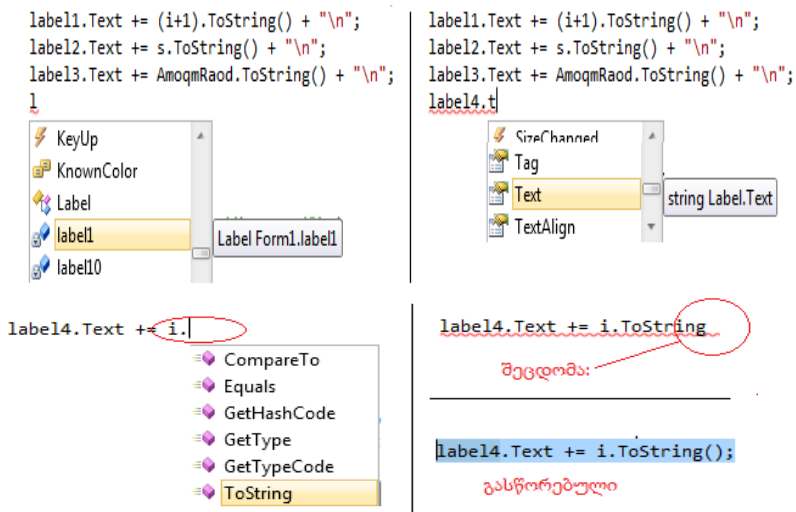 label1.Text += (i+1).ToString() + "\n";
label2.Text += s.ToString() + "\n";
label3.Text += AmoqmRaod.ToString() + "\n";
l
KeyUp
KnownColor
Label
label1
Label Form1.label1
label10
label1.Text += (i+1).ToString() + "\n";
label2.Text += s.ToString() + "\n";
label3.Text += AmoqmRaod.ToString() + "\n";
label4.t
SizeChanged
Tag
Text
string Label.Text
TextAlign
label4.Text += i.
CompareTo
Equals
GetHashCode
GetType
GetTypeCode
ToString
label4.Text += i.ToString
შეცდომა:
label4.Text += i.ToString();
გასწორებული